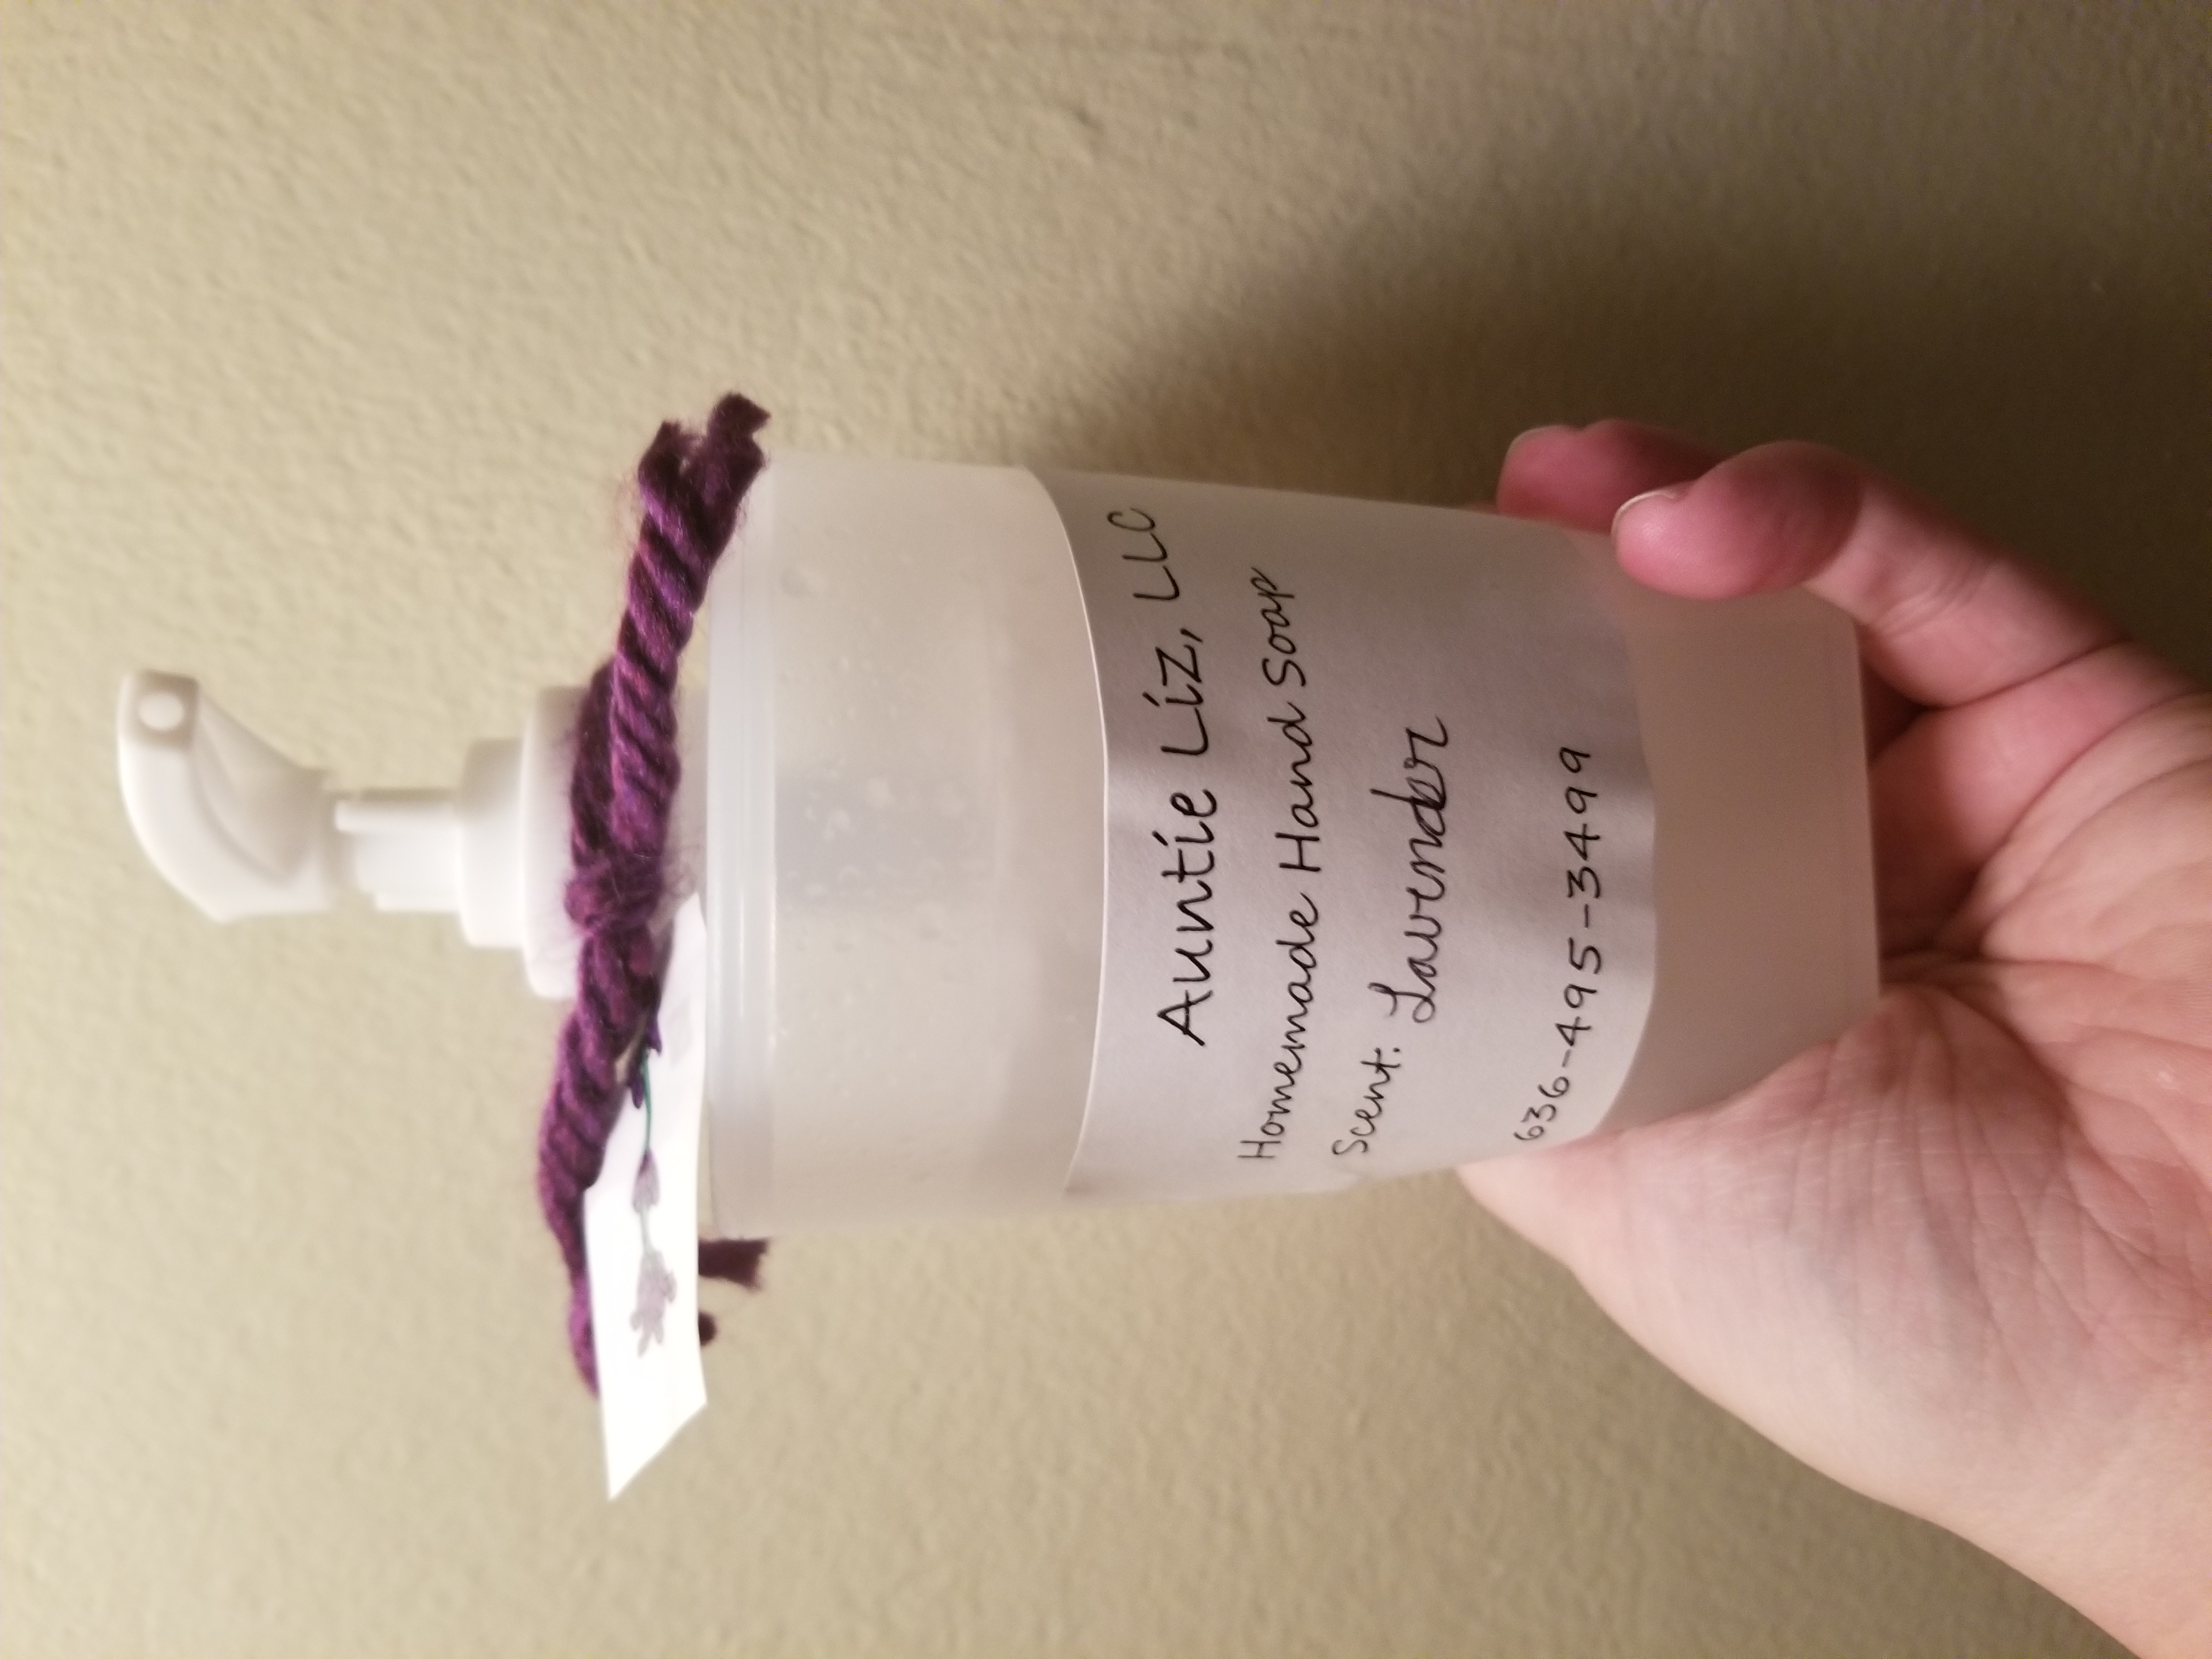 Auntie Liz, LLC
Homemade Hand Soap
Scent: Lavender
636-495-3499